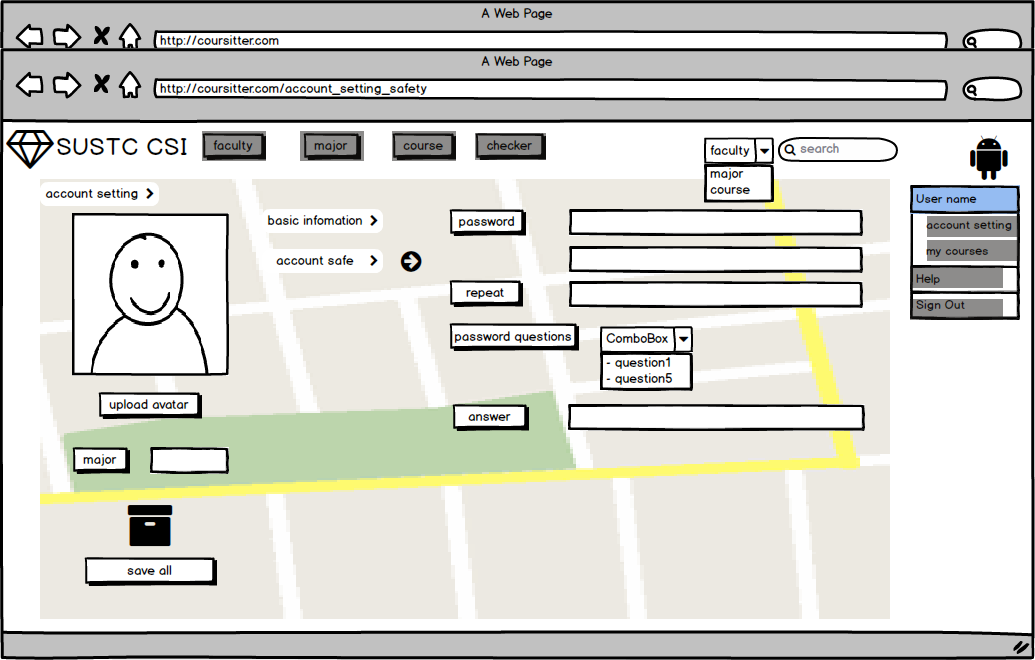 A Web Page
http://coursitter.com
A Web Page
http://coursitter.com/account_setting_safety
SUSTC CSI
faculty
major
course
checker
faculty
search
major
course
User name
account setting
my courses
Help
Sign Out
account setting
basic infomation
password
account safe
repeat
password questions
ComboBox
- question1
- question5
upload avatar
answer
major
save all